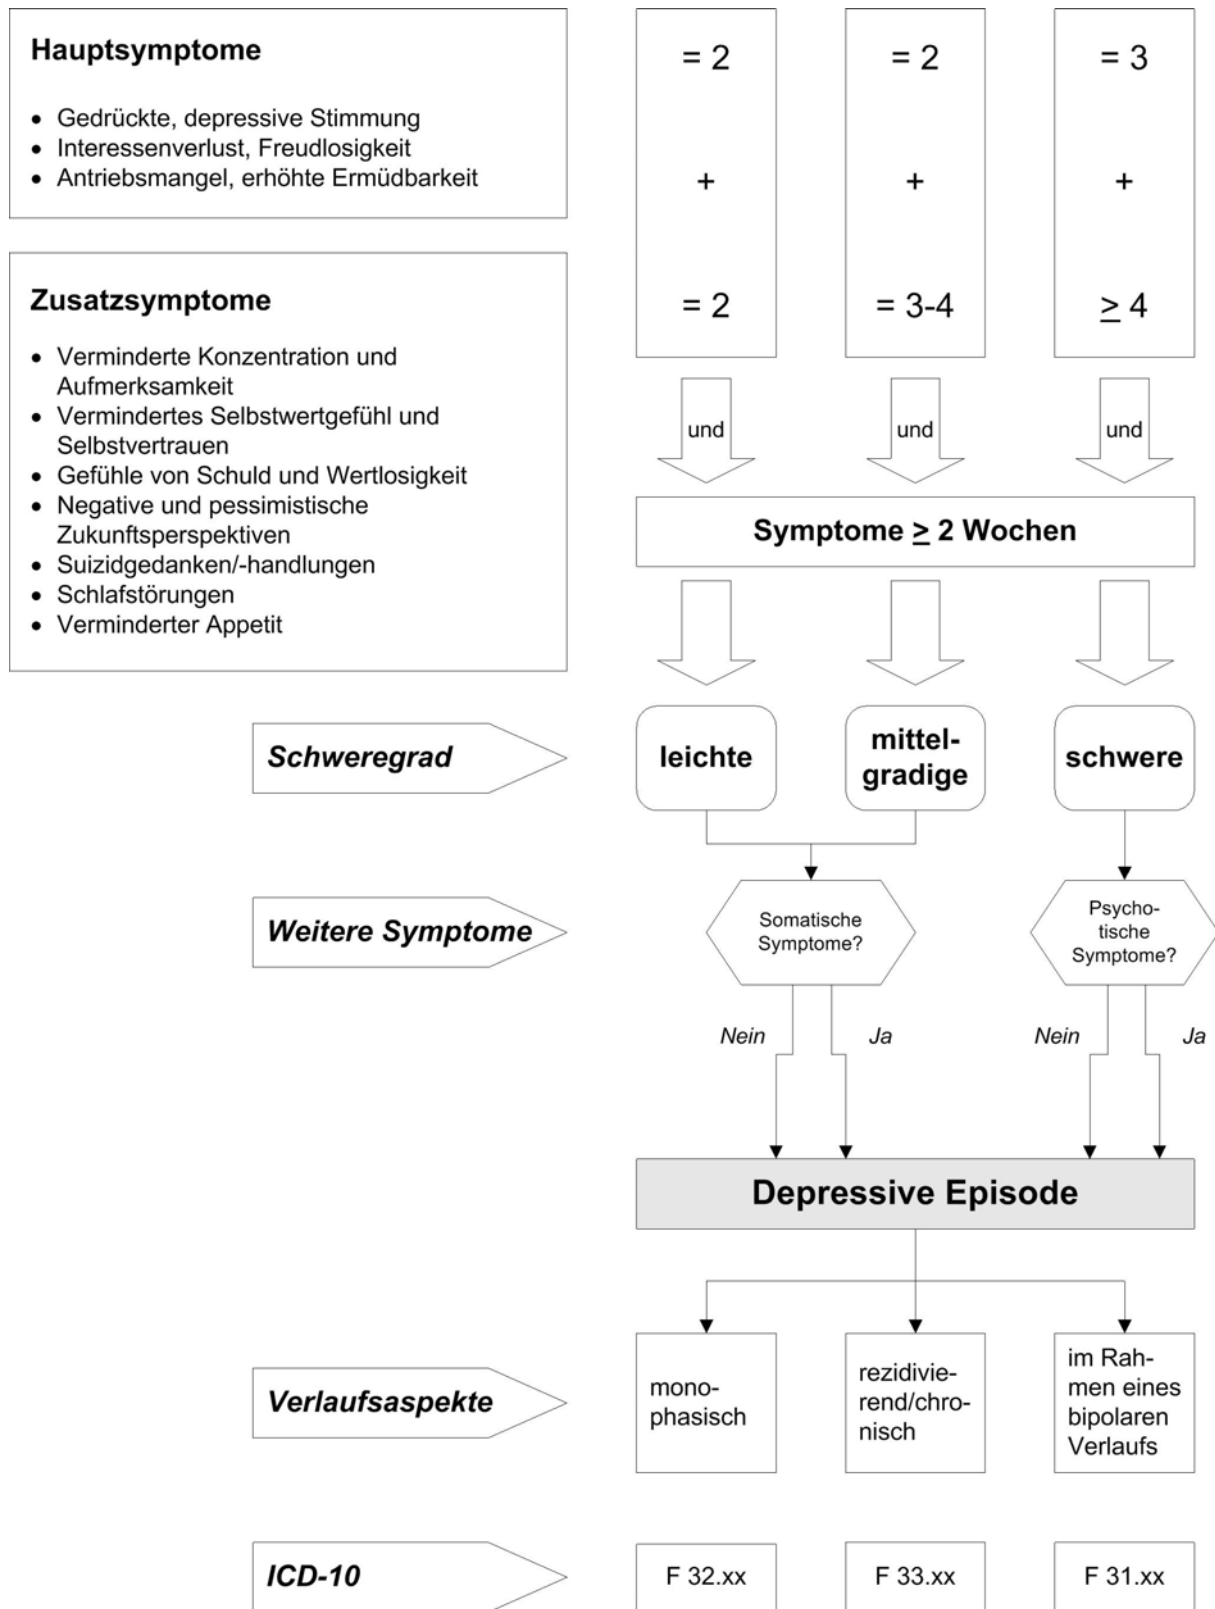 Hauptsymptome
• Gedrückte, depressive Stimmung
• Interessenverlust, Freudlosigkeit
• Antriebsmangel, erhöhte Ermüdbarkeit
= 2
+
= 2
= 2
+
= 3-4
= 3
+
≥ 4
Zusatzsymptome
• Verminderte Konzentration und
Aufmerksamkeit
• Vermindertes Selbstwertgefühl und
Selbstvertrauen
• Gefühle von Schuld und Wertlosigkeit
• Negative und pessimistische
Zukunftsperspektiven
• Suizidgedanken/-handlungen
• Schlafstörungen
• Verminderter Appetit
und
und
und
Symptome ≥ 2 Wochen
Schweregrad
leichte
mittel-
gradige
schwere
Weitere Symptome
Somatische
Symptome?
Psycho-
tische
Symptome?
Nein
Ja
Nein
Ja
Depressive Episode
Verlaufsaspekte
mono-
phasisch
rezidivie-
rend/chro-
nisch
im Rah-
men eines
bipolaren
Verlaufs
ICD-10
F 32.xx
F 33.xx
F 31.xx